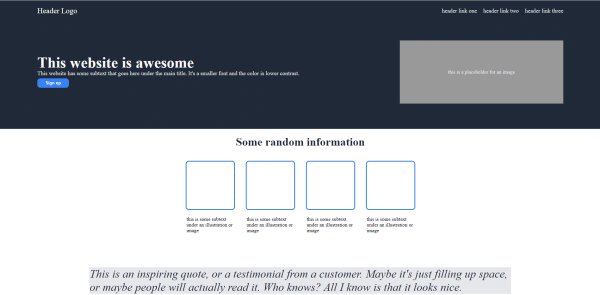 Header Logo
header link one header link two header link three
This website is awesome
This website has some subtext that goes here under the main title. It's a smaller font and the color is lower contrast.
Sign up
this is a placeholder for an image
Some random information
this is some subtext
under an illustration or
image
this is some subtext
under an illustration or
image
this is some subtext
under an illustration or
image
this is some subtext
under an illustration or
image
This is an inspiring quote, or a testimonial from a customer. Maybe it's just filling up space,
or maybe people will actually read it. Who knows? All I know is that it looks nice.